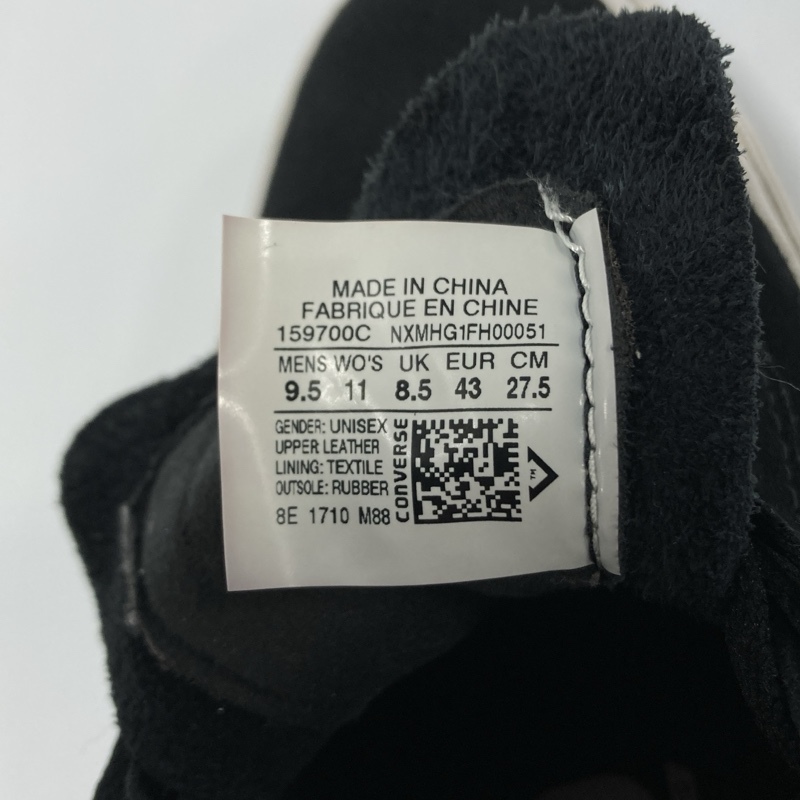 MADE IN CHINA
FABRIQUE EN CHINE
159700C NXMHG1FH00051
MENS WO'S UK EUR CM
9.5 11 8.5 43 27.5
GENDER: UNISEX
UPPER: LEATHER
LINING: TEXTILE
OUTSOLE: RUBBER
8E 1710 M88
CONVERSE
TM